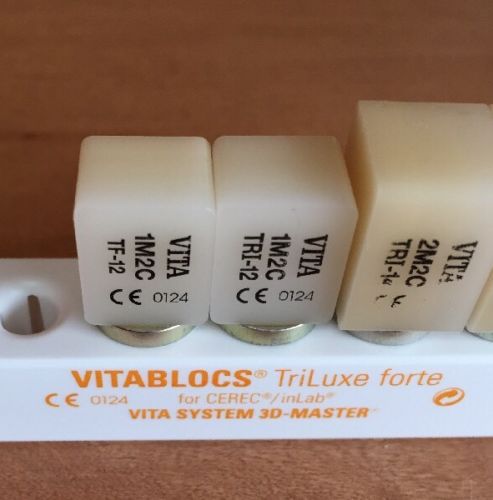 VITA
1M2C
TF-12
CE 0124
VITA
1M2C
TRI-12
CE 0124
VITA
2M2C
VITABLOCS® TriLuxe forte
CE 0124 for CEREC®/inLab®
VITA SYSTEM 3D-MASTER®